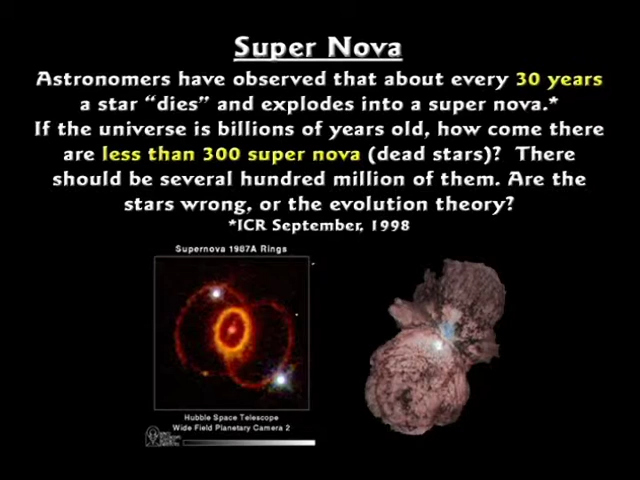 Super Nova
Astronomers have observed that about every 30 years
a star “dies” and explodes into a super nova.*
If the universe is billions of years old, how come there
are less than 300 super nova (dead stars)? There
should be several hundred million of them. Are the
stars wrong, or the evolution theory?
*ICR September, 1998
Supernova 1987A Rings
Hubble Space Telescope
Wide Field Planetary Camera 2